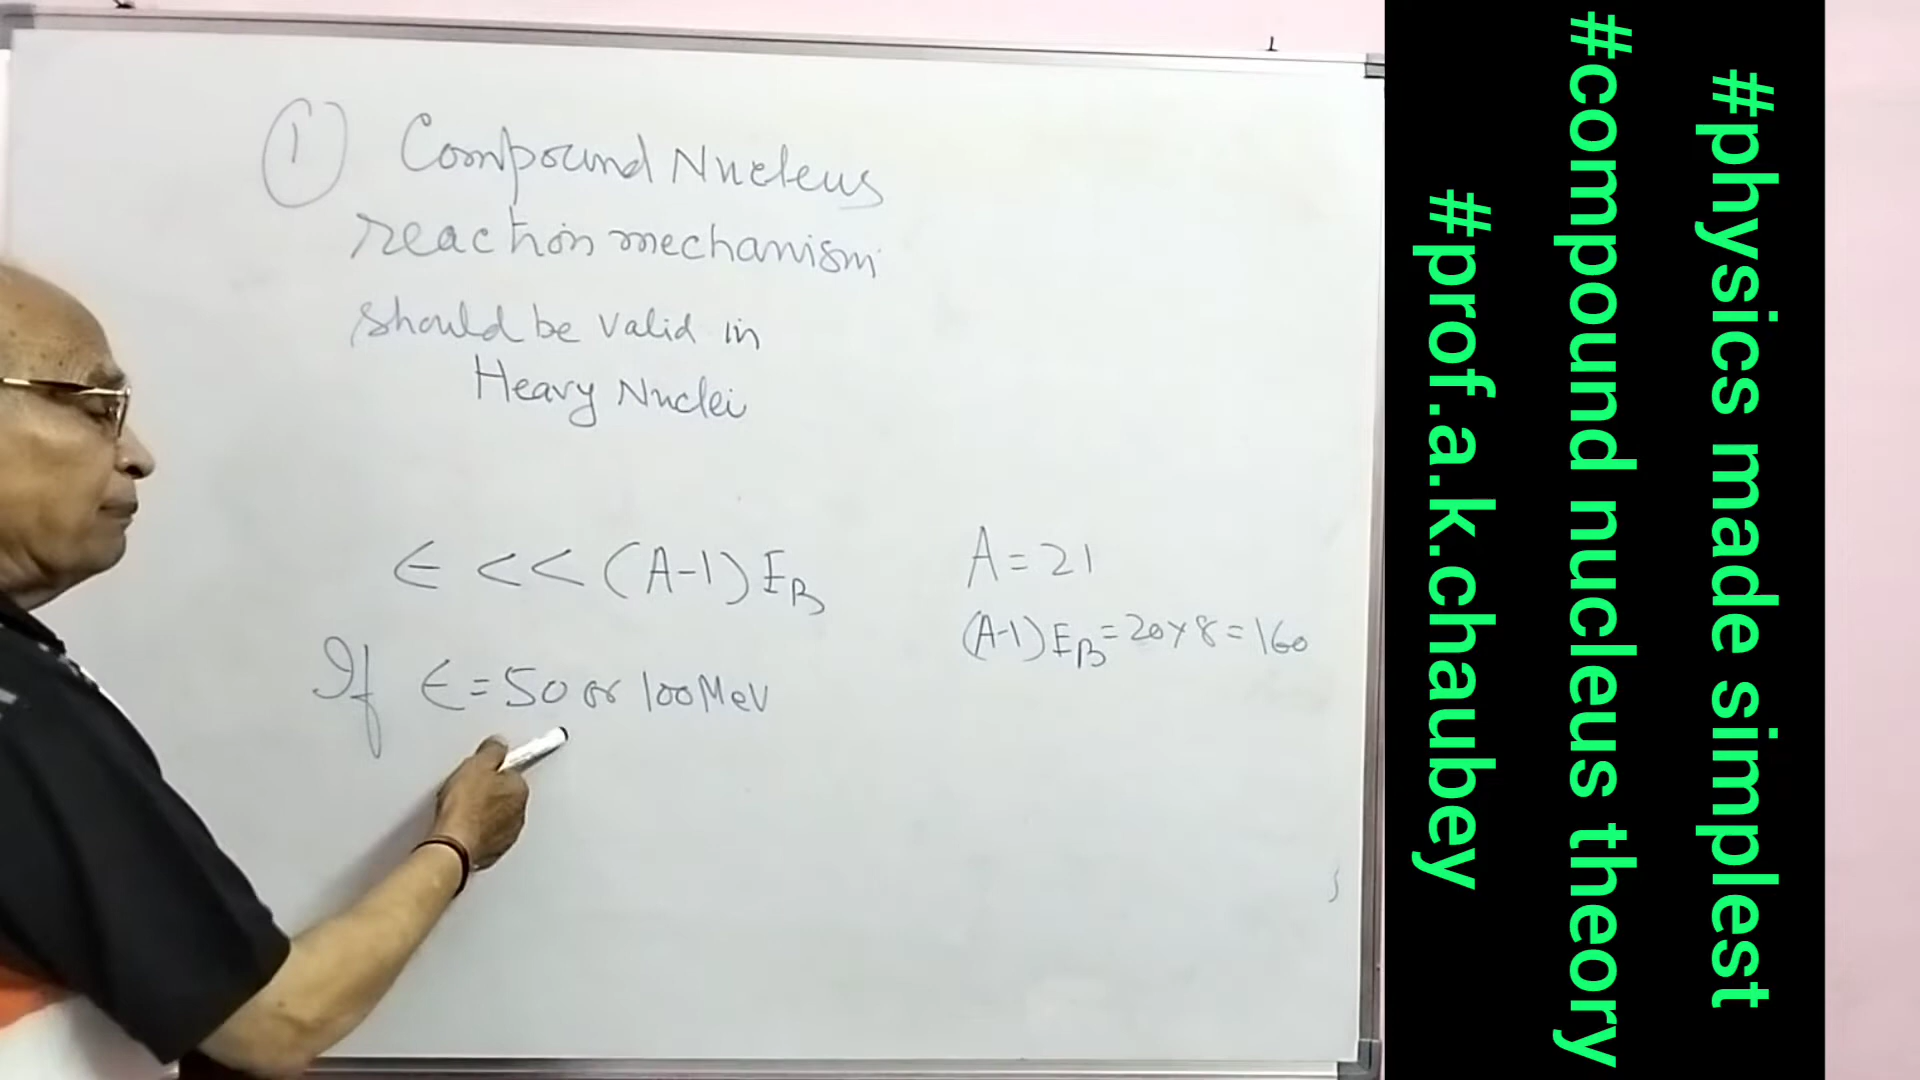 ① Compound Nucleus
reaction mechanism
should be valid in
Heavy Nuclei
∈ << (A-1) E_B
If ∈ = 50 or 100 MeV
A = 21
(A-1) E_B = 20 × 8 = 160
#physics made simplest
#compound nucleus theory
#prof.a.k.chaubey